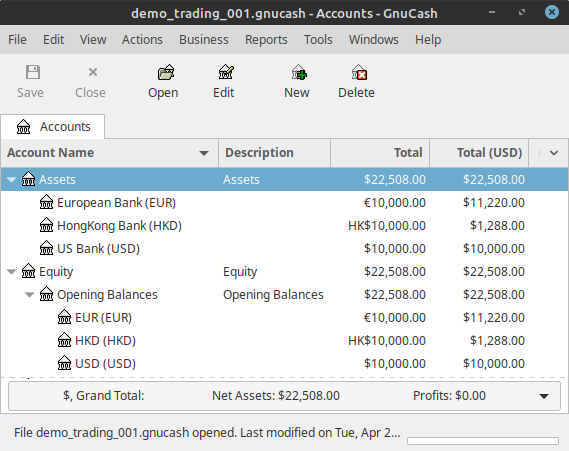 demo_trading_001.gnucash - Accounts - GnuCash
File Edit View Actions Business Reports Tools Windows Help
Save Close Open Edit New Delete
Accounts
Account Name Description Total Total (USD)
Assets Assets $22,508.00 $22,508.00
European Bank (EUR) €10,000.00 $11,220.00
HongKong Bank (HKD) HK$10,000.00 $1,288.00
US Bank (USD) $10,000.00 $10,000.00
Equity Equity $22,508.00 $22,508.00
Opening Balances Opening Balances $22,508.00 $22,508.00
EUR (EUR) €10,000.00 $11,220.00
HKD (HKD) HK$10,000.00 $1,288.00
USD (USD) $10,000.00 $10,000.00
$, Grand Total: Net Assets: $22,508.00 Profits: $0.00
File demo_trading_001.gnucash opened. Last modified on Tue, Apr 2...